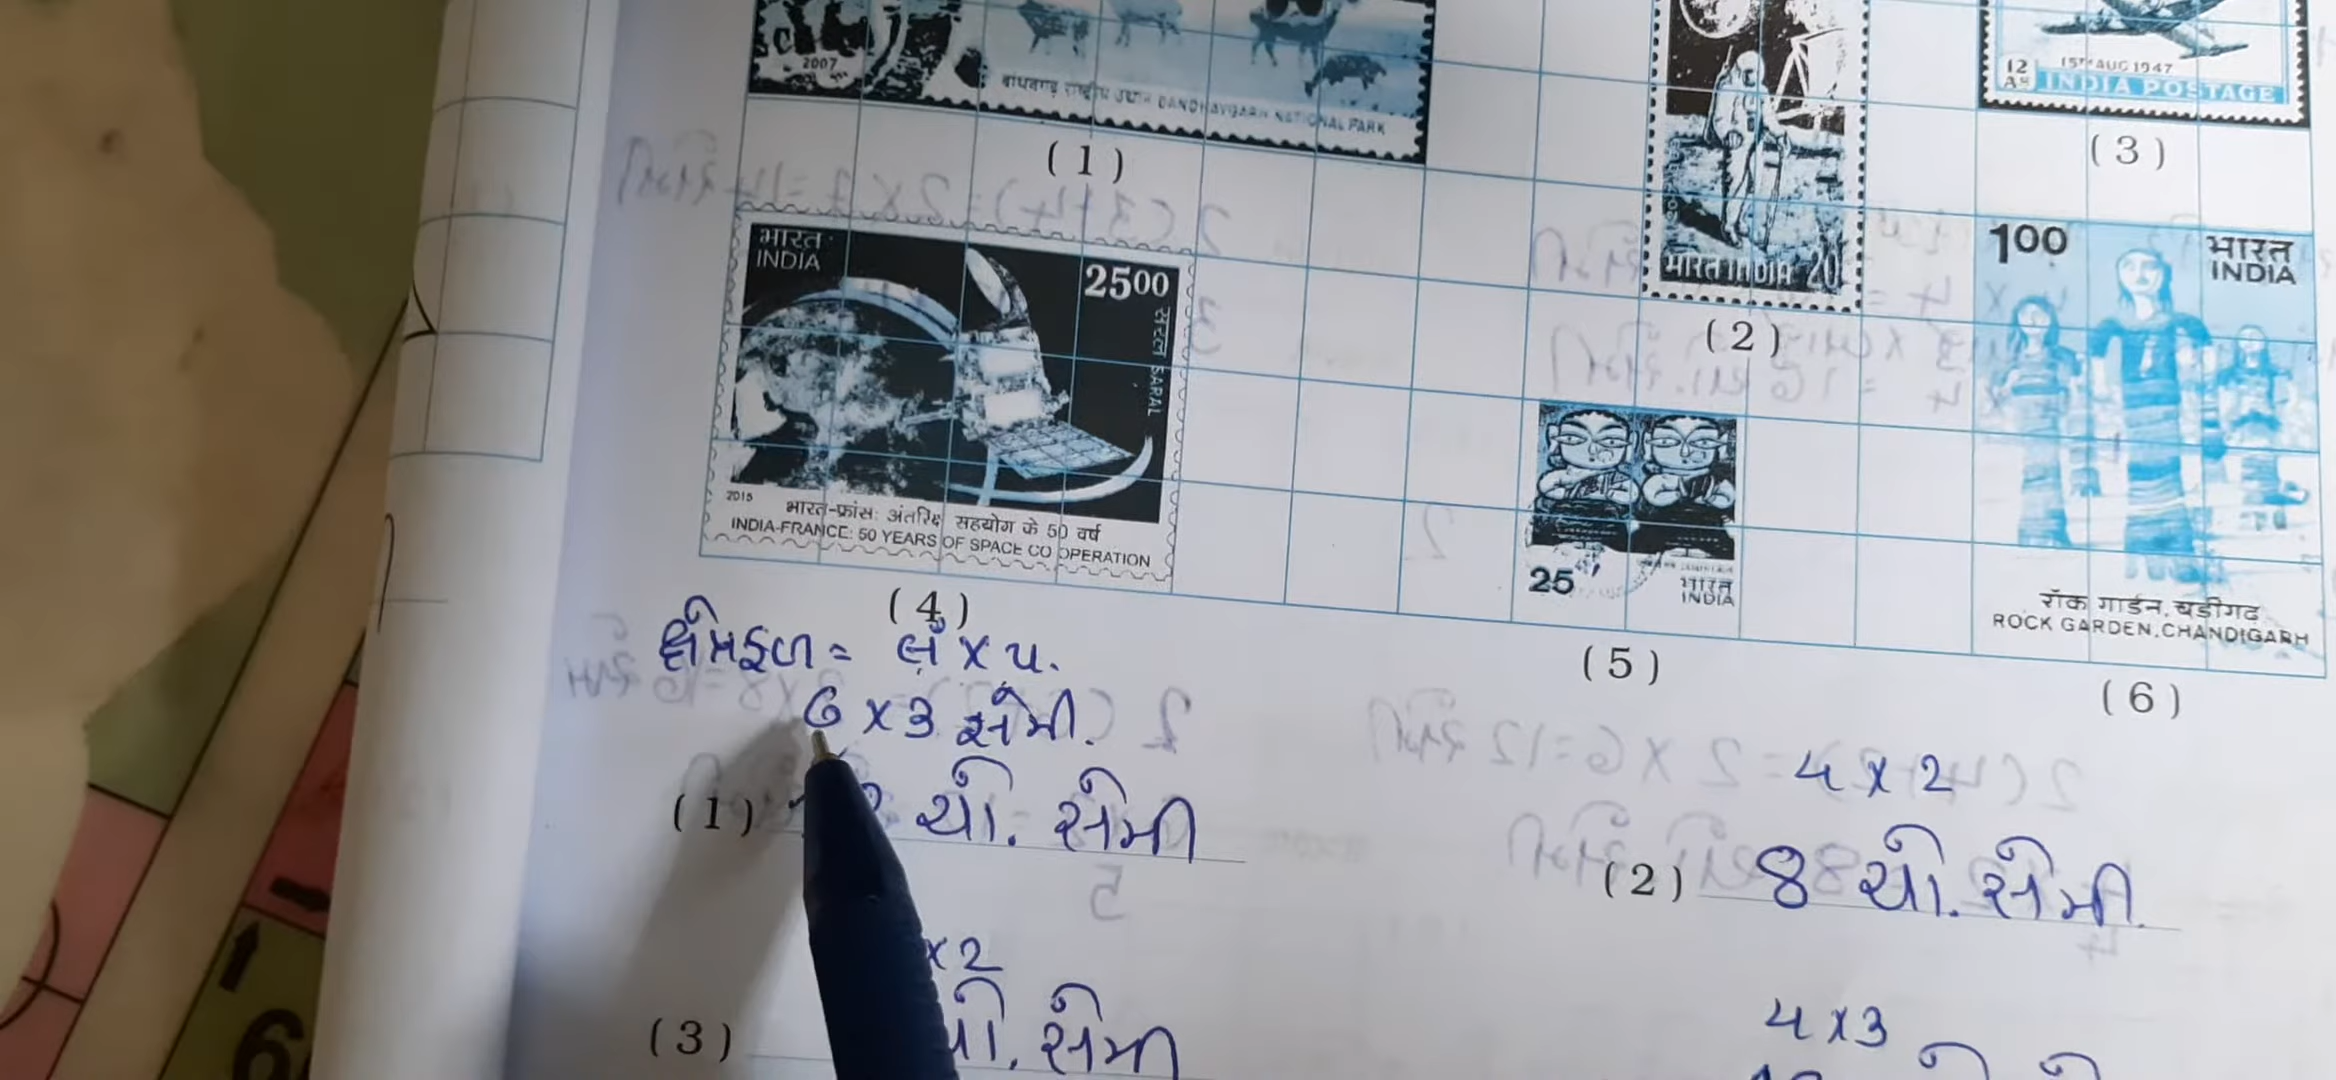 2007
बांधवगढ़ राष्ट्रीय उद्यान BANDHAVGARH NATIONAL PARK
(1)
भारत INDIA 20
(2)
12
AS
15TH AUG 1947
INDIA POSTAGE
(3)
भारत
INDIA
2500
सरल SARAL
2015
भारत-फ्रांस: अंतरिक्ष सहयोग के 50 वर्ष
INDIA-FRANCE: 50 YEARS OF SPACE CO OPERATION
(4)
25
भारत
INDIA
(5)
100
भारत
INDIA
रॉक गार्डन, चंडीगढ़
ROCK GARDEN, CHANDIGARH
(6)
ક્ષેત્રફળ = લં × પ.
6 × 3 સેમી.
(1) ચો. સેમી
4 × 2
(2) 8 ચો. સેમી.
× 2
(3) ચો. સેમી
4 × 3
6